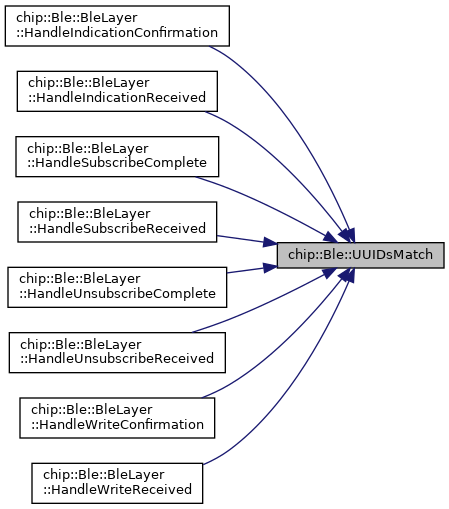 chip::Ble::BleLayer
::HandleIndicationConfirmation
chip::Ble::BleLayer
::HandleIndicationReceived
chip::Ble::BleLayer
::HandleSubscribeComplete
chip::Ble::BleLayer
::HandleSubscribeReceived
chip::Ble::UUIDsMatch
chip::Ble::BleLayer
::HandleUnsubscribeComplete
chip::Ble::BleLayer
::HandleUnsubscribeReceived
chip::Ble::BleLayer
::HandleWriteConfirmation
chip::Ble::BleLayer
::HandleWriteReceived